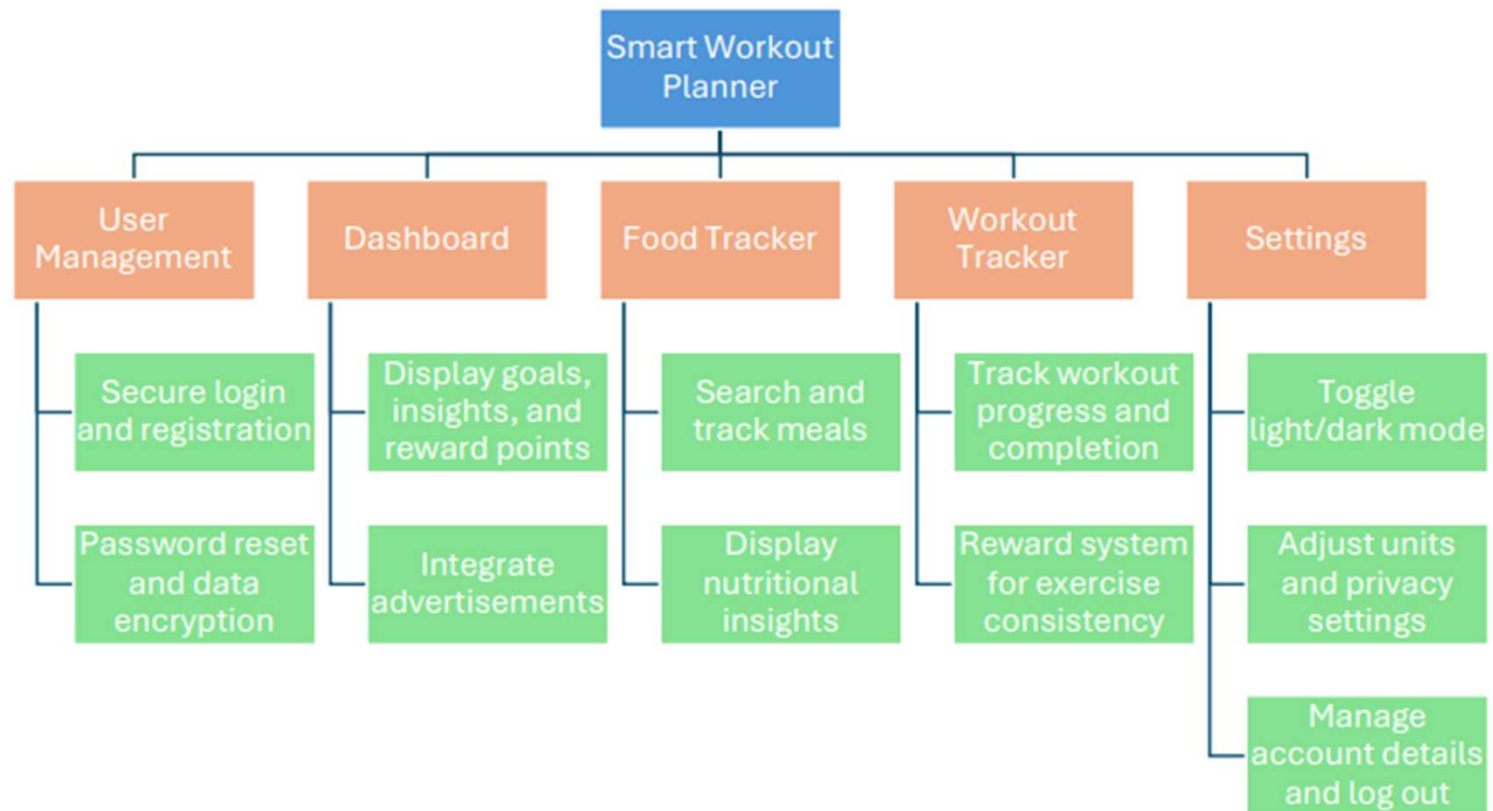 Smart Workout
Planner
User
Management
Dashboard
Food Tracker
Workout
Tracker
Settings
Secure login
and registration
Display goals,
insights, and
reward points
Search and
track meals
Track workout
progress and
completion
Toggle
light/dark mode
Password reset
and data
encryption
Integrate
advertisements
Display
nutritional
insights
Reward system
for exercise
consistency
Adjust units
and privacy
settings
Manage
account details
and log out